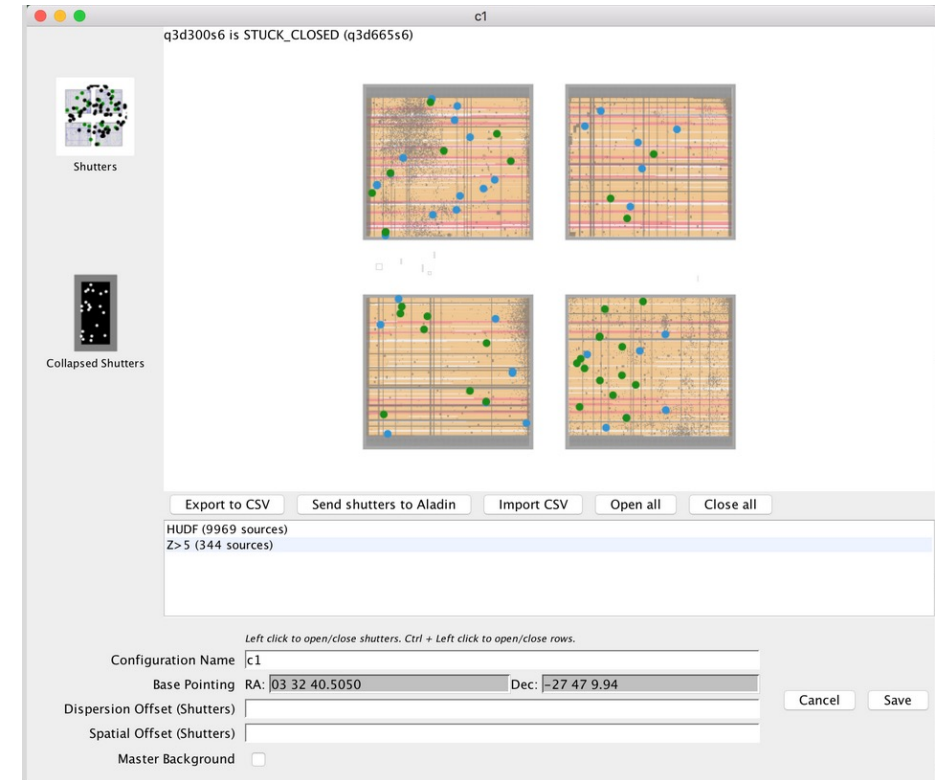 c1
q3d300s6 is STUCK_CLOSED (q3d665s6)
Shutters
Collapsed Shutters
Export to CSV Send shutters to Aladin Import CSV Open all Close all
HUDF (9969 sources)
Z>5 (344 sources)
Left click to open/close shutters. Ctrl + Left click to open/close rows.
Configuration Name c1
Base Pointing RA: 03 32 40.5050 Dec: -27 47 9.94
Dispersion Offset (Shutters)
Cancel Save
Spatial Offset (Shutters)
Master Background